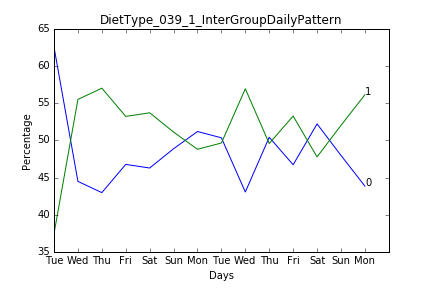 DietType_039_1_InterGroupDailyPattern
65
60
55
50
45
40
35
Percentage
1
0
Tue Wed Thu Fri Sat Sun Mon Tue Wed Thu Fri Sat Sun Mon
Days